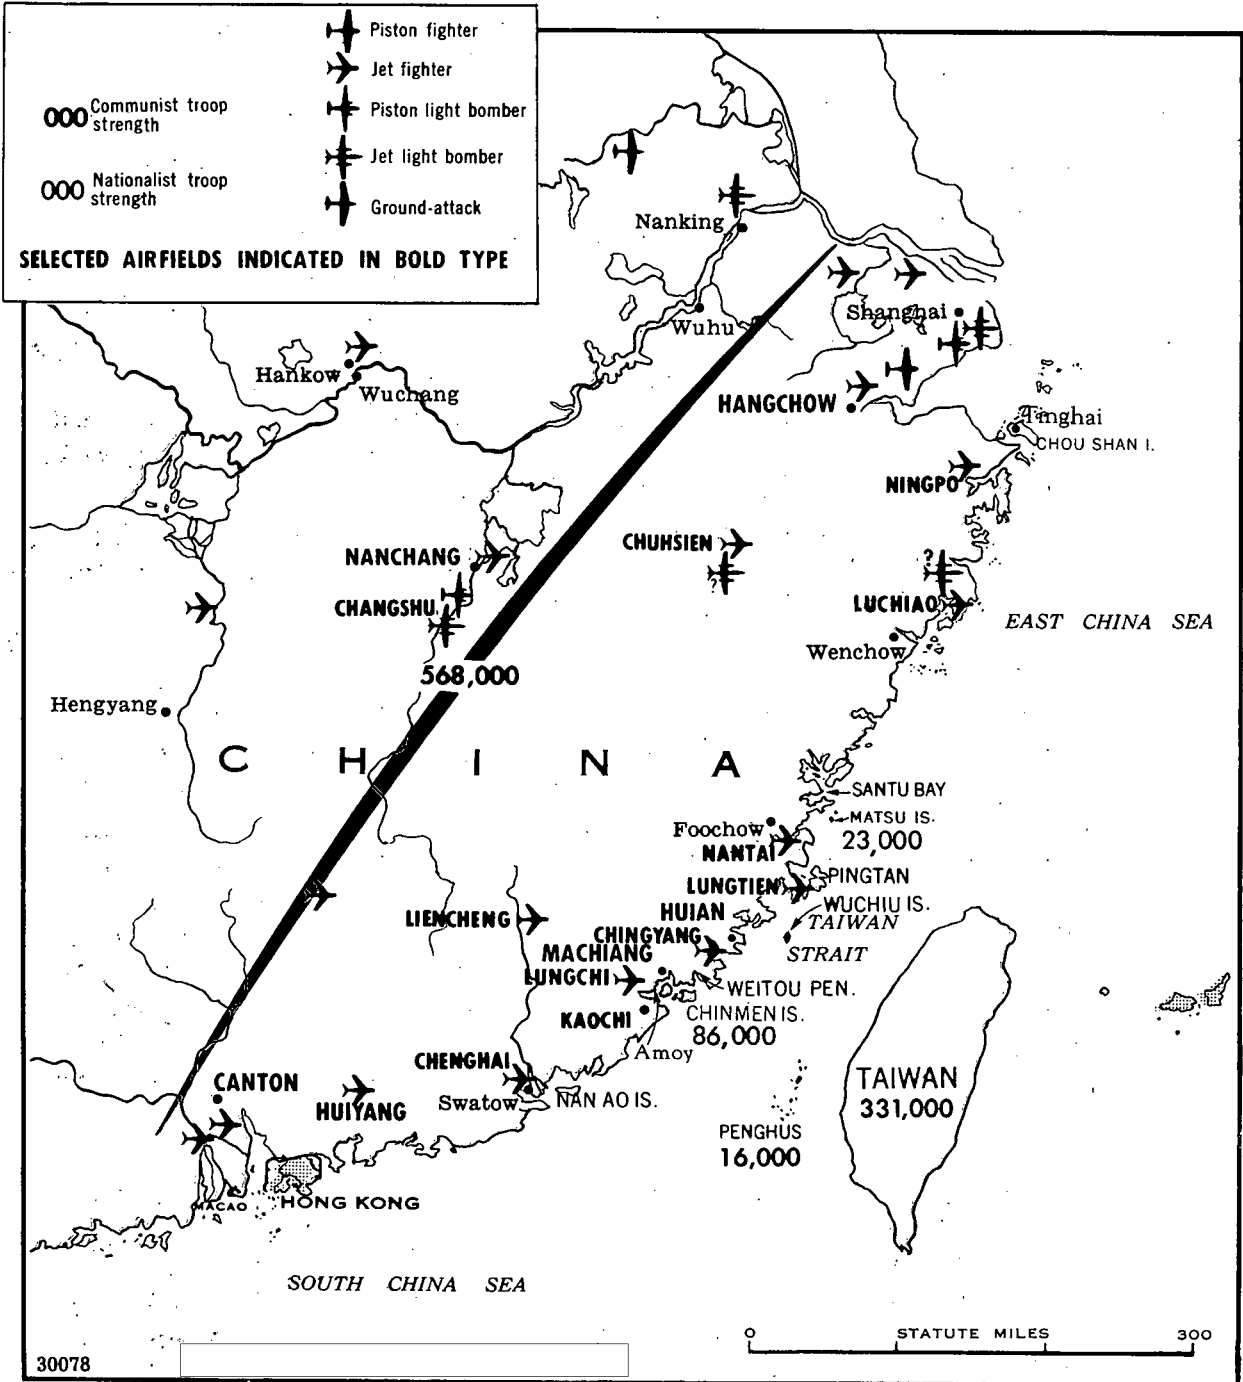 Piston fighter
Jet fighter
Piston light bomber
Jet light bomber
Ground-attack
000 Communist troop
strength
000 Nationalist troop
strength
SELECTED AIRFIELDS INDICATED IN BOLD TYPE
Nanking
Wuhu
Shanghai
Hankow
Wuchang
HANGCHOW
Tinghai
CHOU SHAN I.
NINGPO
CHUHSIEN
?
NANCHANG
CHANGSHU
?
LUCHIAO
EAST CHINA SEA
Wenchow
568,000
Hengyang
CHINA
SANTU BAY
MATSU IS.
23,000
Foochow
NANTAI
LUNGTIEN
PINGTAN
WUCHIU IS.
HUIAN
TAIWAN
STRAIT
LIENCHENG
CHINGYANG
MACHIANG
LUNGCHI
WEITOU PEN.
CHINMEN IS.
86,000
KAOCHI
Amoy
CHENGHAI
Swatow
NAN AO IS.
TAIWAN
331,000
CANTON
HUIYANG
PENGHUS
16,000
MACAO
HONG KONG
SOUTH CHINA SEA
0 STATUTE MILES 300
30078